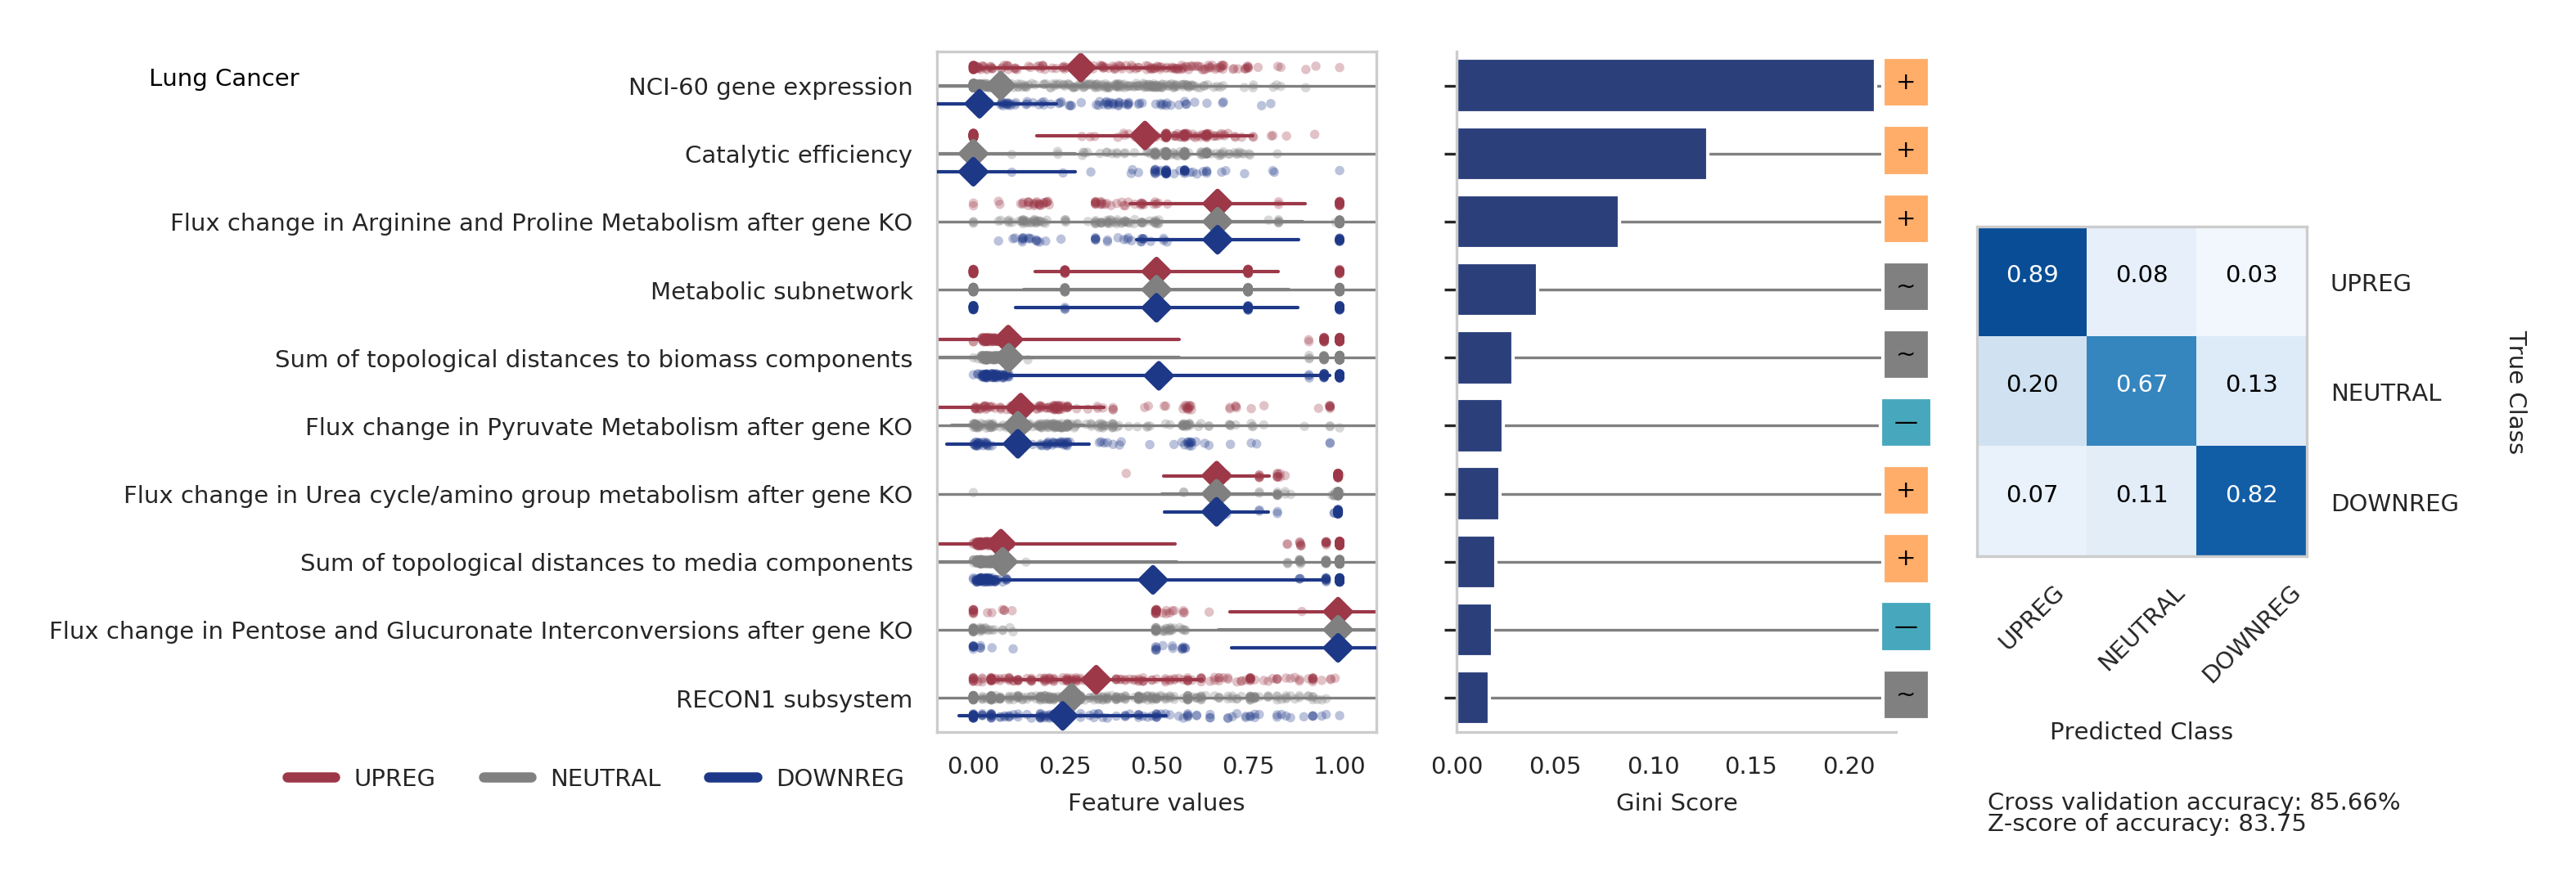 Lung Cancer
NCI-60 gene expression
Catalytic efficiency
Flux change in Arginine and Proline Metabolism after gene KO
Metabolic subnetwork
Sum of topological distances to biomass components
Flux change in Pyruvate Metabolism after gene KO
Flux change in Urea cycle/amino group metabolism after gene KO
Sum of topological distances to media components
Flux change in Pentose and Glucuronate Interconversions after gene KO
RECON1 subsystem
UPREG NEUTRAL DOWNREG
0.00 0.25 0.50 0.75 1.00
Feature values
+
+
+
~
~
—
+
+
—
~
0.00 0.05 0.10 0.15 0.20
Gini Score
0.89 0.08 0.03 UPREG
0.20 0.67 0.13 NEUTRAL
0.07 0.11 0.82 DOWNREG
True Class
UPREG NEUTRAL DOWNREG
Predicted Class
Cross validation accuracy: 85.66%
Z-score of accuracy: 83.75